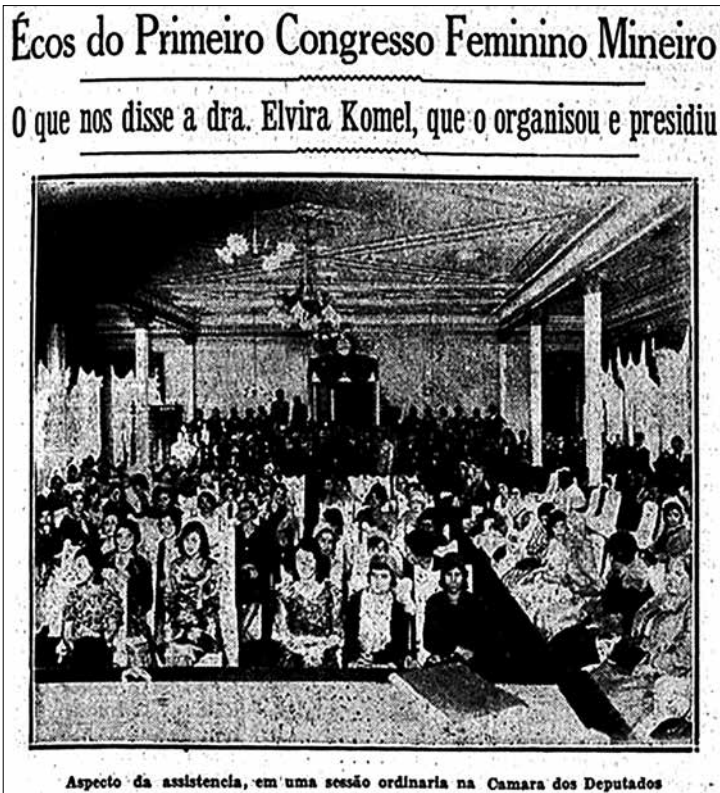 Écos do Primeiro Congresso Feminino Mineiro
O que nos disse a dra. Elvira Komel, que o organisou e presidiu
Aspecto da assistencia, em uma sessão ordinaria na Camara dos Deputados